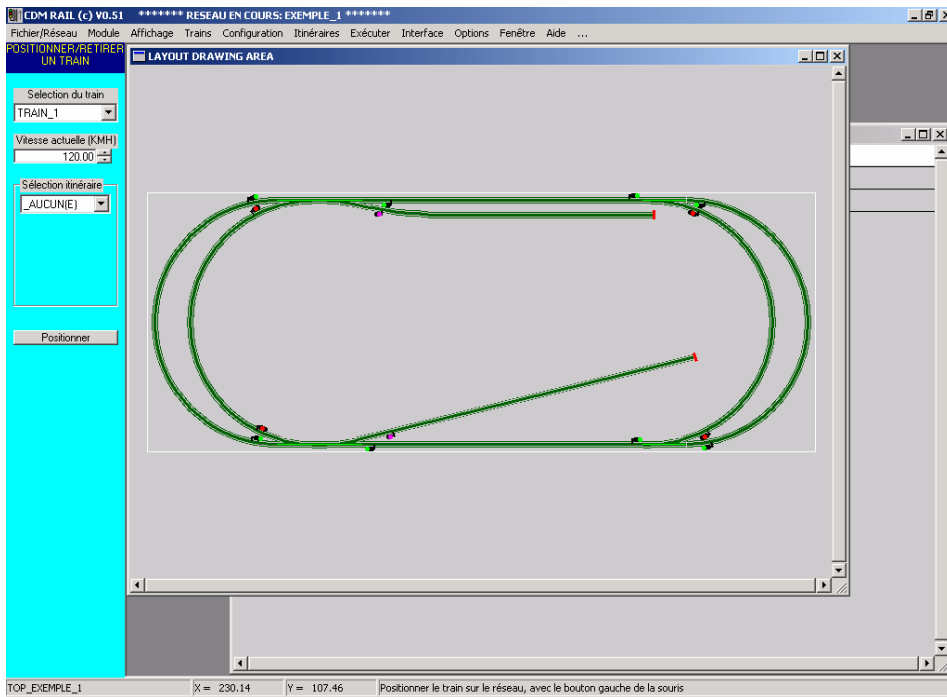 CDM RAIL (c) V0.51 ******* RESEAU EN COURS: EXEMPLE_1 *******
Fichier/Réseau Module Affichage Trains Configuration Itinéraires Exécuter Interface Options Fenêtre Aide ...
POSITIONNER/RETIRER
UN TRAIN
LAYOUT DRAWING AREA
Selection du train
TRAIN_1
Vitesse actuelle (KMH)
120.00
Sélection itinéraire
_AUCUN(E)
Positionner
TOP_EXEMPLE_1 X = 230.14 Y = 107.46 Positionner le train sur le réseau, avec le bouton gauche de la souris